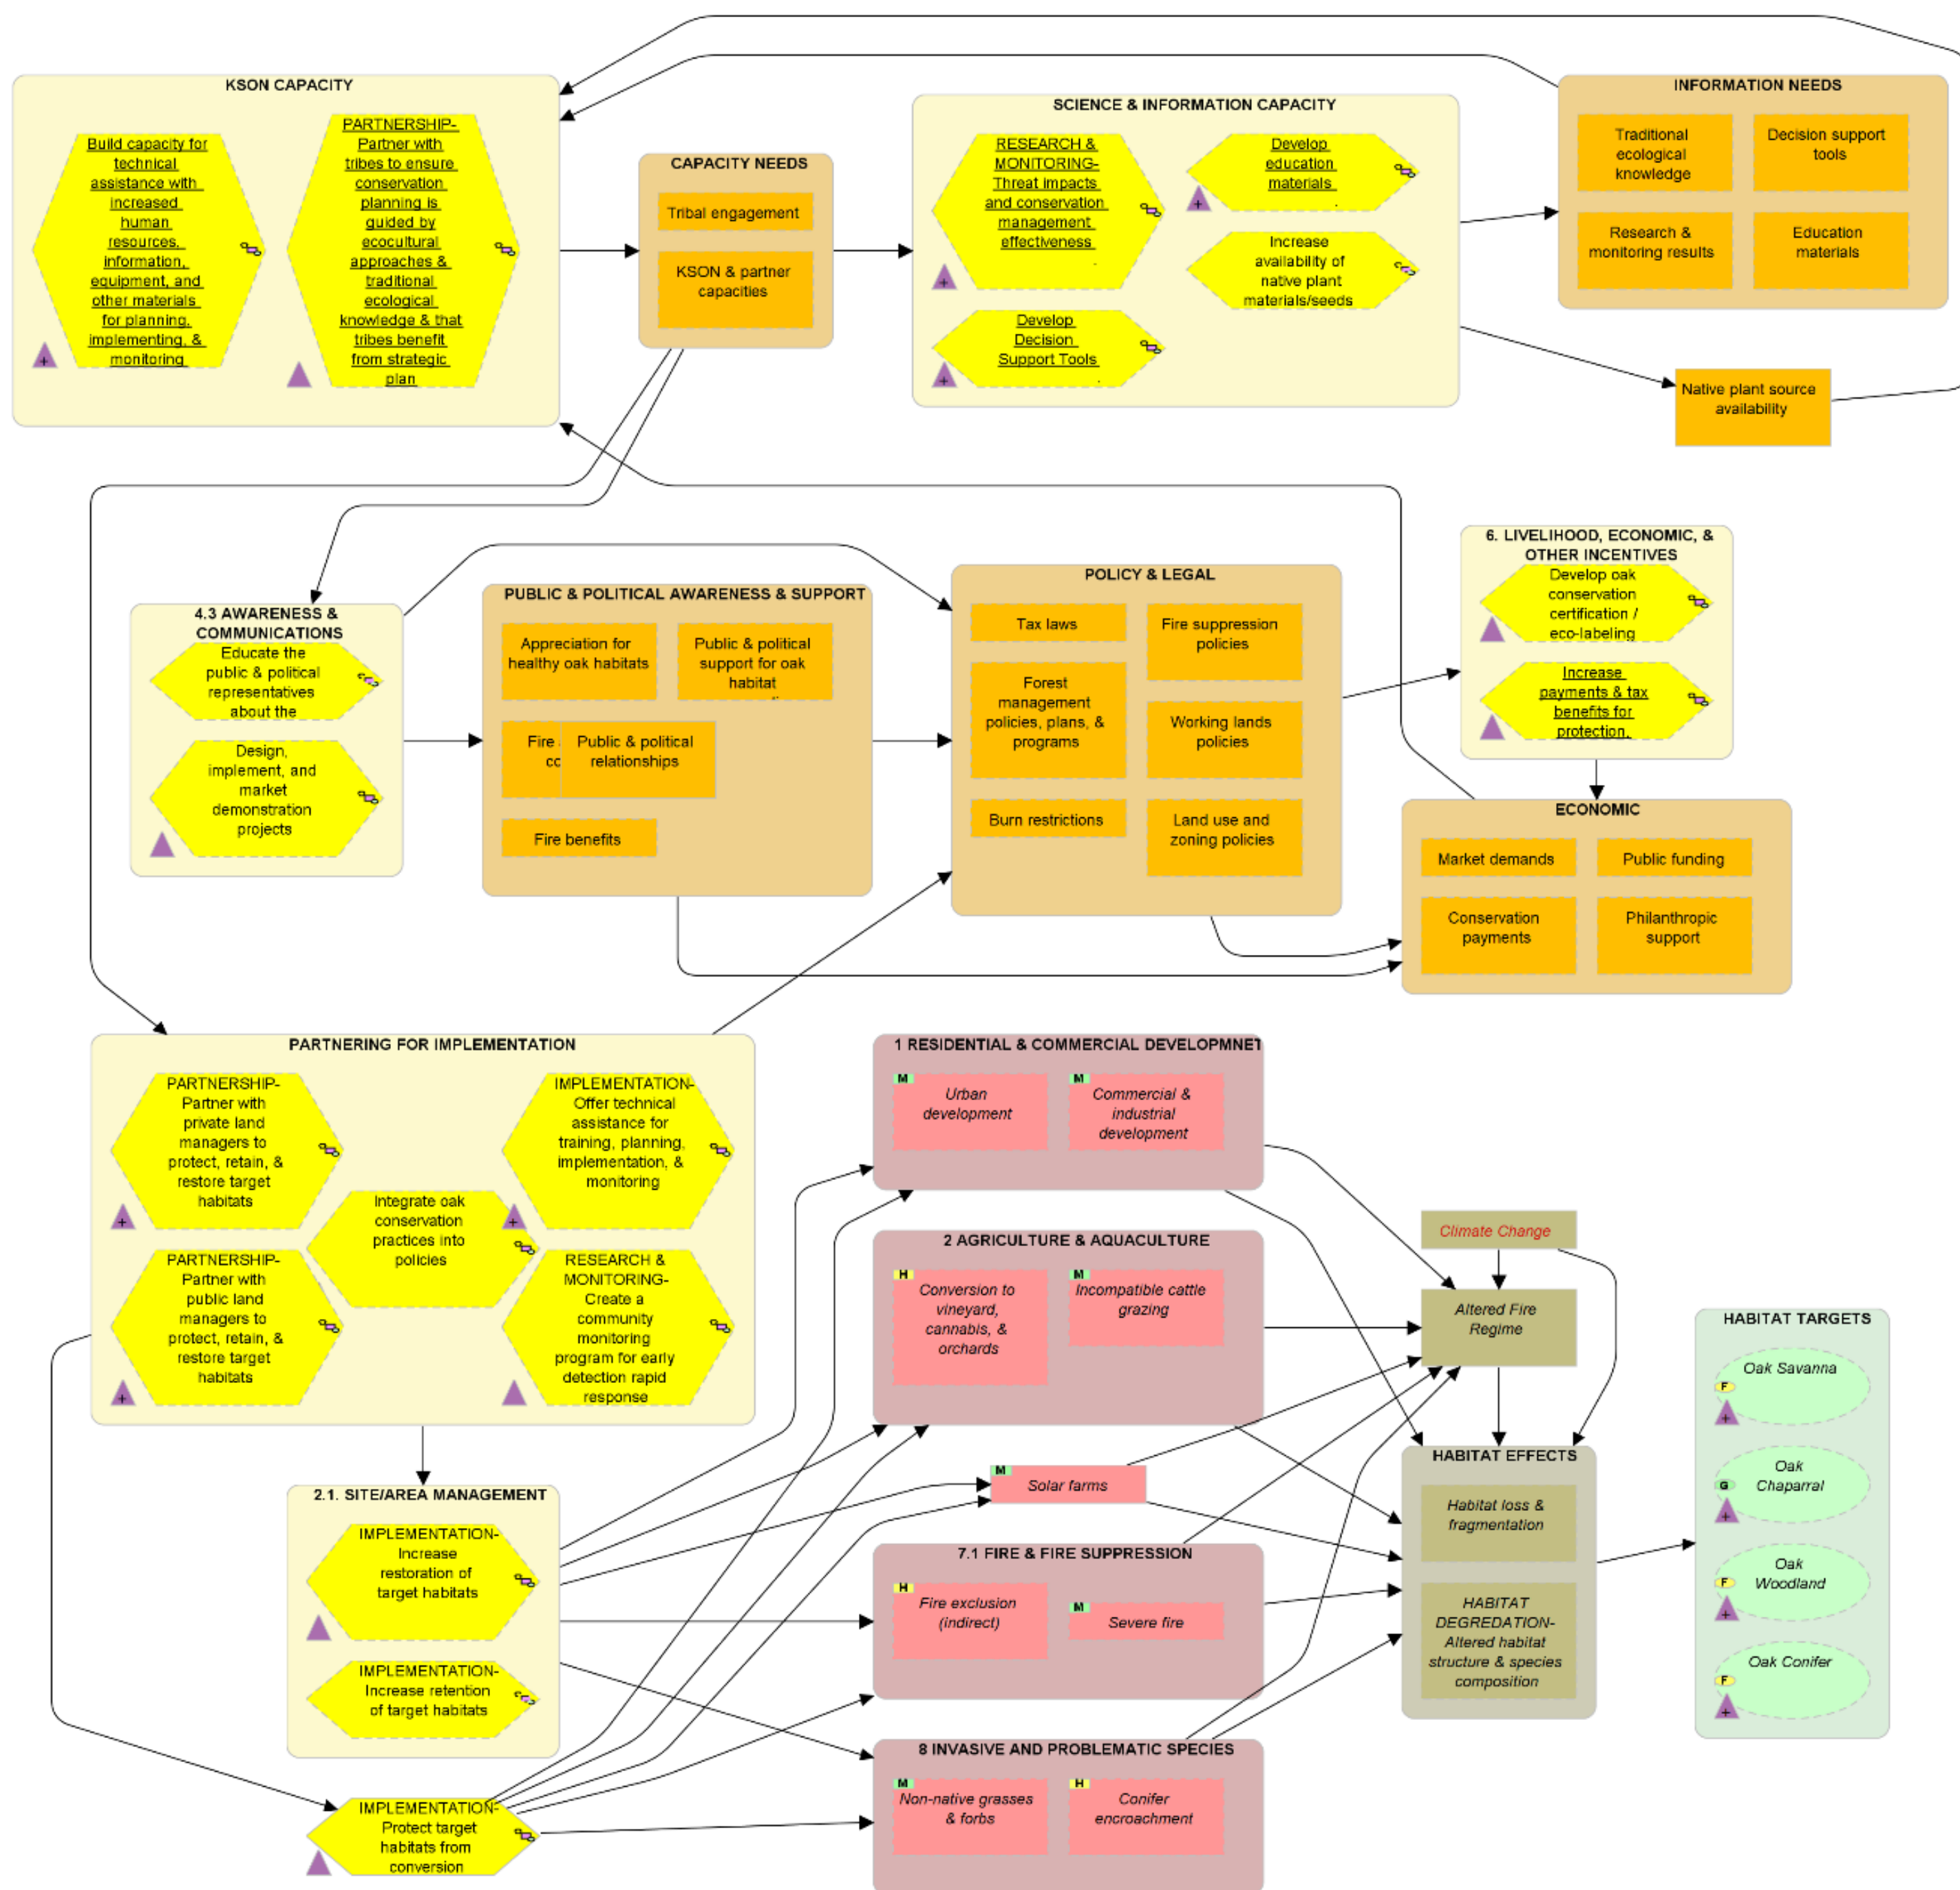 KSON CAPACITY
Build capacity for
technical
assistance with
increased
human
resources,
information,
equipment, and
other materials
for planning,
implementing, &
monitoring
+
PARTNERSHIP-
Partner with
tribes to ensure
conservation
planning is
guided by
ecocultural
approaches &
traditional
ecological
knowledge & that
tribes benefit
from strategic
plan
CAPACITY NEEDS
Tribal engagement
KSON & partner
capacities
SCIENCE & INFORMATION CAPACITY
RESEARCH &
MONITORING-
Threat impacts
and conservation
management
effectiveness
.
+
Develop
education
materials
.
+
Increase
availability of
native plant
materials/seeds
Develop
Decision
Support Tools
.
+
INFORMATION NEEDS
Traditional
ecological
knowledge
Decision support
tools
Research &
monitoring results
Education
materials
Native plant source
availability
4.3 AWARENESS &
COMMUNICATIONS
Educate the
public & political
representatives
about the
Design,
implement, and
market
demonstration
projects
PUBLIC & POLITICAL AWARENESS & SUPPORT
Appreciation for
healthy oak habitats
Public & political
support for oak
habitat
Fire
co
Public & political
relationships
Fire benefits
POLICY & LEGAL
Tax laws
Fire suppression
policies
Forest
management
policies, plans, &
programs
Working lands
policies
Burn restrictions
Land use and
zoning policies
6. LIVELIHOOD, ECONOMIC, &
OTHER INCENTIVES
Develop oak
conservation
certification /
eco-labeling
Increase
payments & tax
benefits for
protection,
ECONOMIC
Market demands
Public funding
Conservation
payments
Philanthropic
support
PARTNERING FOR IMPLEMENTATION
PARTNERSHIP-
Partner with
private land
managers to
protect, retain, &
restore target
habitats
+
IMPLEMENTATION-
Offer technical
assistance for
training, planning,
implementation, &
monitoring
+
Integrate oak
conservation
practices into
policies
PARTNERSHIP-
Partner with
public land
managers to
protect, retain, &
restore target
habitats
+
RESEARCH &
MONITORING-
Create a
community
monitoring
program for early
detection rapid
response
2.1. SITE/AREA MANAGEMENT
IMPLEMENTATION-
Increase
restoration of
target habitats
IMPLEMENTATION-
Increase retention
of target habitats
IMPLEMENTATION-
Protect target
habitats from
conversion
1 RESIDENTIAL & COMMERCIAL DEVELOPMNET
M
Urban
development
M
Commercial &
industrial
development
2 AGRICULTURE & AQUACULTURE
H
Conversion to
vineyard,
cannabis, &
orchards
M
Incompatible cattle
grazing
M
Solar farms
7.1 FIRE & FIRE SUPPRESSION
H
Fire exclusion
(indirect)
M
Severe fire
8 INVASIVE AND PROBLEMATIC SPECIES
M
Non-native grasses
& forbs
H
Conifer
encroachment
Climate Change
Altered Fire
Regime
HABITAT EFFECTS
Habitat loss &
fragmentation
HABITAT
DEGREDATION-
Altered habitat
structure & species
composition
HABITAT TARGETS
Oak Savanna
F
+
Oak
Chaparral
G
+
Oak
Woodland
F
+
Oak Conifer
F
+